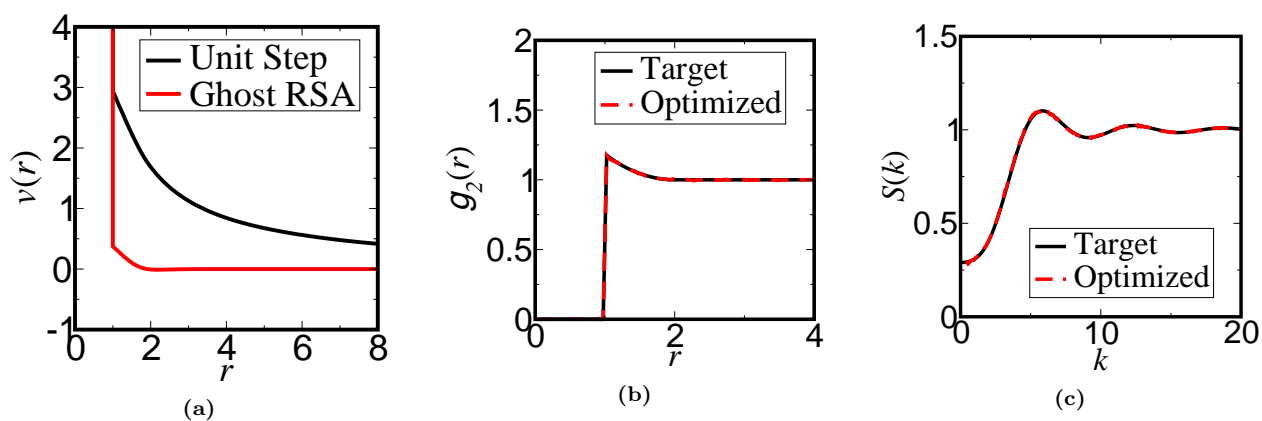 4
3
2
1
0
-1
v(r)
Unit Step
Ghost RSA
0 2 4 6 8
r
(a)
2
1.5
1
0.5
0
g2(r)
Target
Optimized
0 2 4
r
(b)
1.5
1
0.5
0
S(k)
Target
Optimized
0 10 20
k
(c)